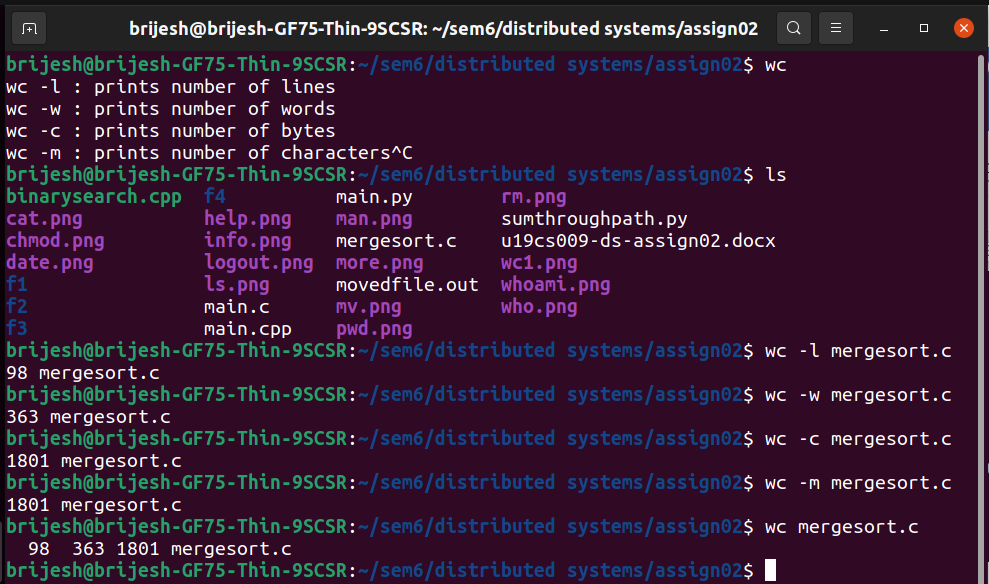 brijesh@brijesh-GF75-Thin-9SCSR: ~/sem6/distributed systems/assign02
brijesh@brijesh-GF75-Thin-9SCSR:~/sem6/distributed systems/assign02$ wc
wc -l : prints number of lines
wc -w : prints number of words
wc -c : prints number of bytes
wc -m : prints number of characters^C
brijesh@brijesh-GF75-Thin-9SCSR:~/sem6/distributed systems/assign02$ ls
binarysearch.cpp  f4          main.py        rm.png
cat.png           help.png    man.png        sumthroughpath.py
chmod.png         info.png    mergesort.c    u19cs009-ds-assign02.docx
date.png          logout.png  more.png       wc1.png
f1                ls.png      movedfile.out  whoami.png
f2                main.c      mv.png         who.png
f3                main.cpp    pwd.png
brijesh@brijesh-GF75-Thin-9SCSR:~/sem6/distributed systems/assign02$ wc -l mergesort.c
98 mergesort.c
brijesh@brijesh-GF75-Thin-9SCSR:~/sem6/distributed systems/assign02$ wc -w mergesort.c
363 mergesort.c
brijesh@brijesh-GF75-Thin-9SCSR:~/sem6/distributed systems/assign02$ wc -c mergesort.c
1801 mergesort.c
brijesh@brijesh-GF75-Thin-9SCSR:~/sem6/distributed systems/assign02$ wc -m mergesort.c
1801 mergesort.c
brijesh@brijesh-GF75-Thin-9SCSR:~/sem6/distributed systems/assign02$ wc mergesort.c
  98  363 1801 mergesort.c
brijesh@brijesh-GF75-Thin-9SCSR:~/sem6/distributed systems/assign02$